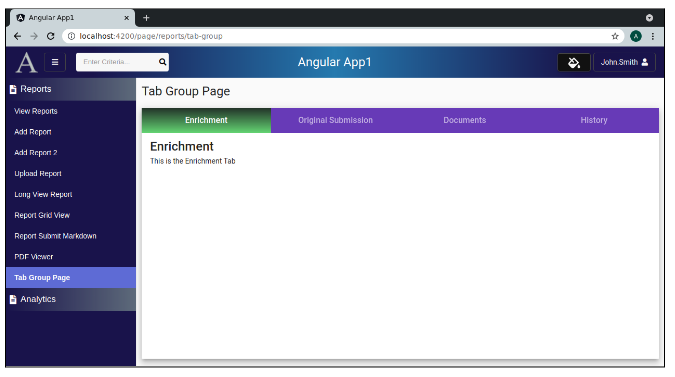 Angular App1
localhost:4200/page/reports/tab-group
A
A
Enter Criteria...
Angular App1
John.Smith
Reports
Tab Group Page
View Reports
Add Report
Add Report 2
Upload Report
Long View Report
Report Grid View
Report Submit Markdown
PDF Viewer
Tab Group Page
Analytics
Enrichment
Original Submission
Documents
History
Enrichment
This is the Enrichment Tab